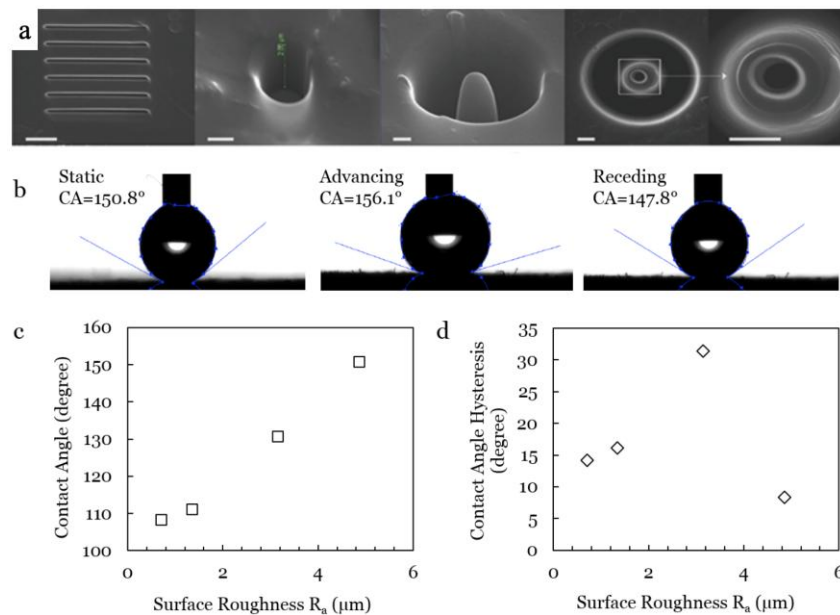 a
b
Static
CA=150.8°
Advancing
CA=156.1°
Receding
CA=147.8°
c
160
150
140
130
120
110
100
0
2
4
6
Contact Angle (degree)
Surface Roughness Ra (μm)
d
35
30
25
20
15
10
5
0
0
2
4
6
Contact Angle Hysteresis
(degree)
Surface Roughness Ra (μm)